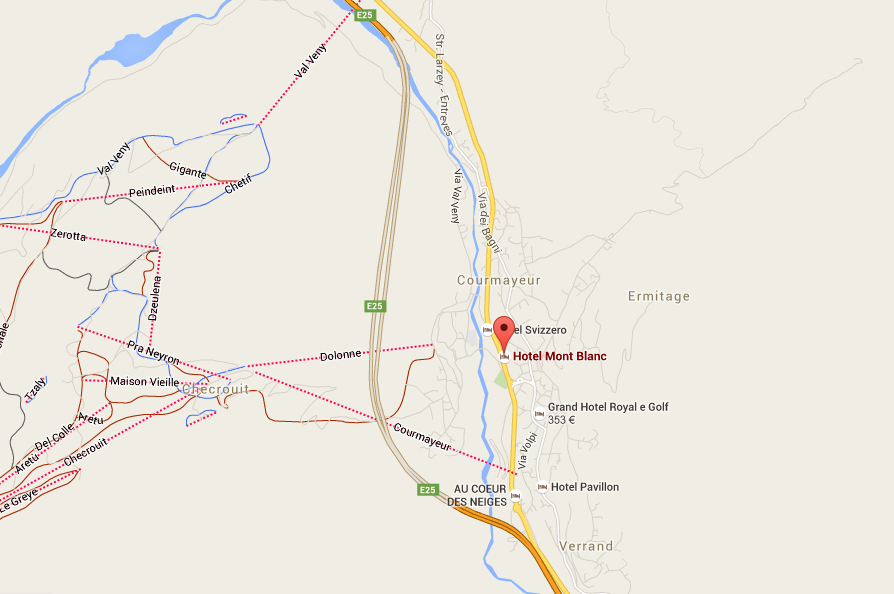 E25
Val Veny
Str. Larzey - Entreves
Val Veny
Gigante
Chetif
Peindeint
Via Val Veny
Via dei Bagni
Zerotta
Courmayeur
Dzeulena
Ermitage
E25
Svizzero
Pra Neyron
Dolonne
Hotel Mont Blanc
Maison Vieille
Checrouit
Tzaly
Grand Hotel Royal e Golf
353 €
Aretu
Del Colle
Courmayeur
Via Volpi
Checrouit
Aretu
Le Greye
E25
AU COEUR
DES NEIGES
Hotel Pavillon
Verrand